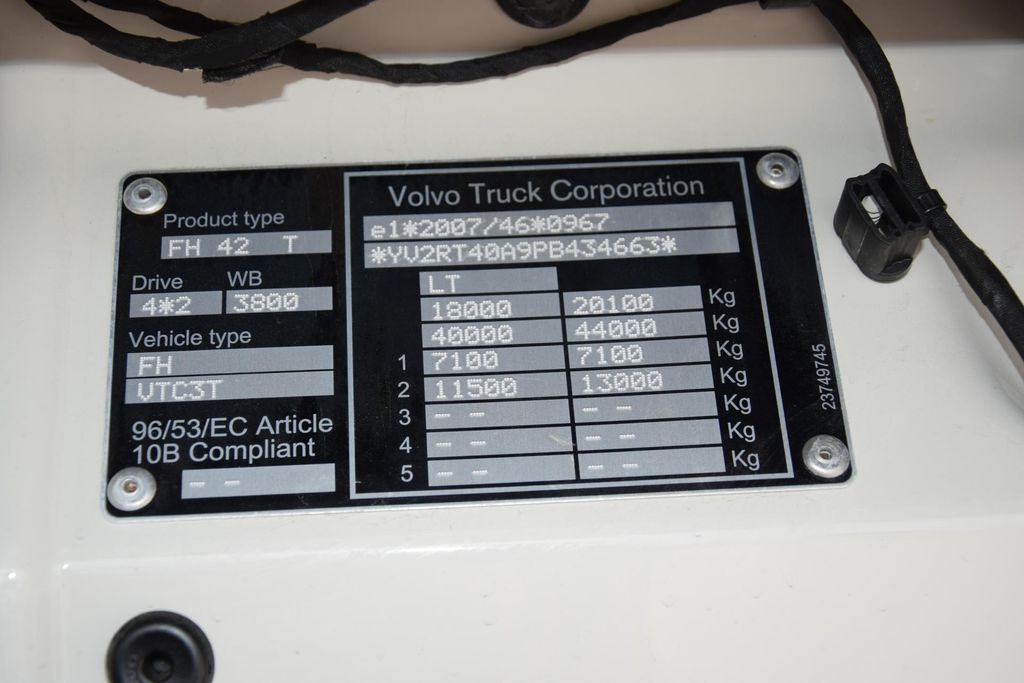 Product type
FH 42 T
Drive WB
4*2 3800
Vehicle type
FH
VTC3T
96/53/EC Article
10B Compliant
-- --
Volvo Truck Corporation
e1*2007/46*0967
*YV2RT40A9PB434663*
LT
18000 20100 Kg
40000 44000 Kg
1 7100 7100 Kg
2 11500 13000 Kg
3 -- -- -- -- Kg
4 -- -- -- -- Kg
5 -- -- -- -- Kg
23749745